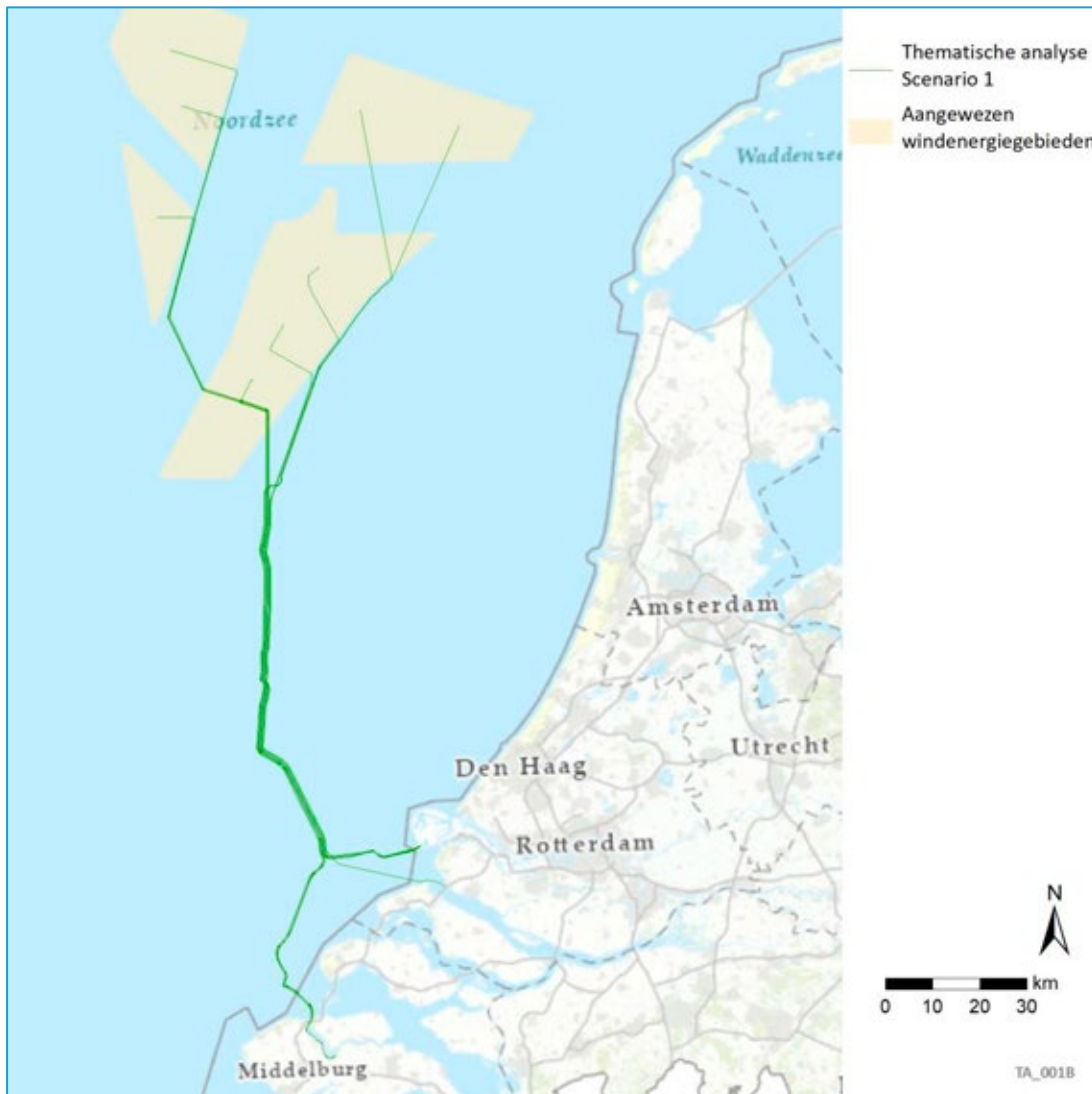 Thematische analyse
Scenario 1
Aangewezen
windenergiegebieden
Noordzee
Waddenzee
Amsterdam
Utrecht
Den Haag
Rotterdam
Middelburg
N
km
0 10 20 30
TA_001B